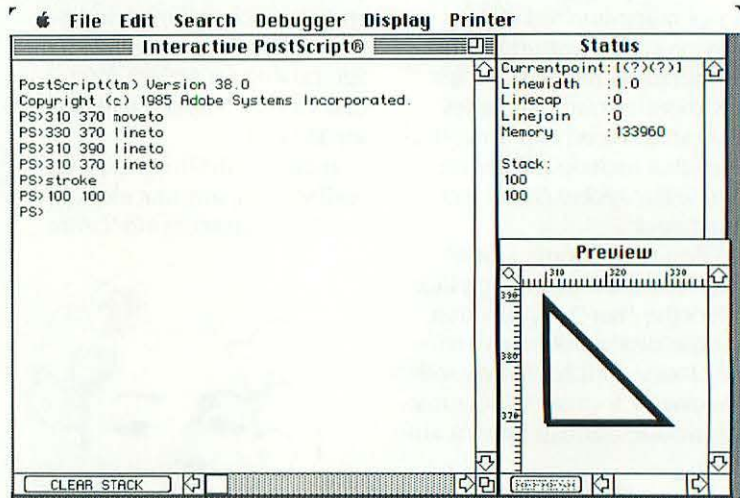 File Edit Search Debugger Display Printer
Interactive PostScript®
PostScript(tm) Version 38.0
Copyright (c) 1985 Adobe Systems Incorporated.
PS>310 370 moveto
PS>330 370 lineto
PS>310 390 lineto
PS>310 370 lineto
PS>stroke
PS>100 100
PS>
CLEAR STACK
Status
Currentpoint:[(?)(?)]
Linewidth :1.0
Linecap :0
Linejoin :0
Memory :133960
Stack:
100
100
Preview
310 320 330
390
380
370
REFRESH